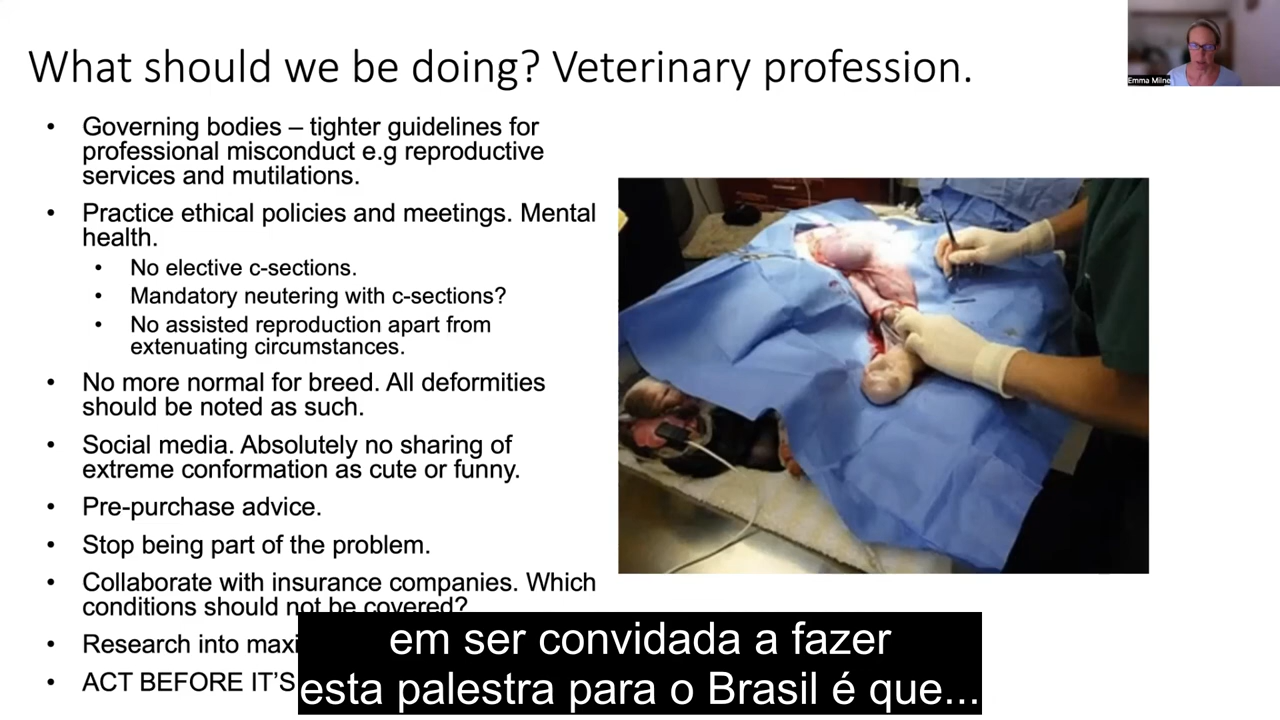 What should we be doing? Veterinary profession.
Emma Milne
• Governing bodies – tighter guidelines for
professional misconduct e.g reproductive
services and mutilations.
• Practice ethical policies and meetings. Mental
health.
• No elective c-sections.
• Mandatory neutering with c-sections?
• No assisted reproduction apart from
extenuating circumstances.
• No more normal for breed. All deformities
should be noted as such.
• Social media. Absolutely no sharing of
extreme conformation as cute or funny.
• Pre-purchase advice.
• Stop being part of the problem.
• Collaborate with insurance companies. Which
conditions should not be covered?
• Research into
• ACT BEFORE IT'S
em ser convidada a fazer
esta palestra para o Brasil é que...